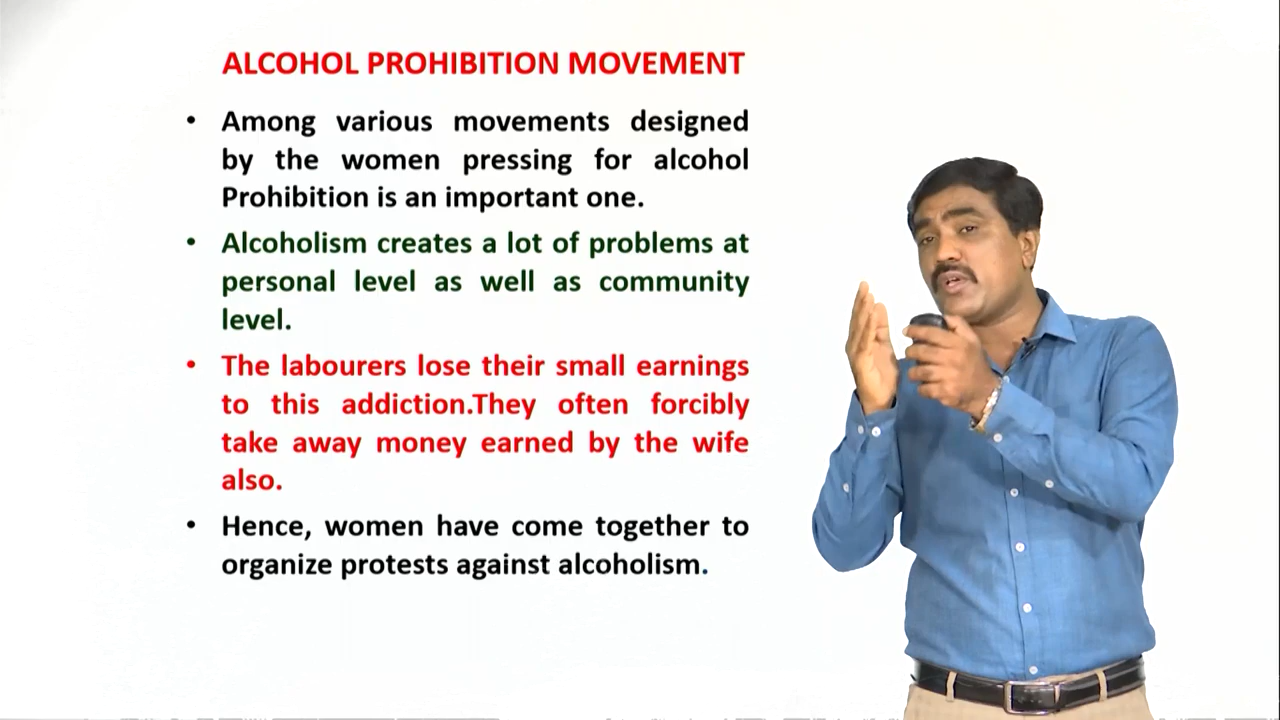 ALCOHOL PROHIBITION MOVEMENT
• Among various movements designed
by the women pressing for alcohol
Prohibition is an important one.
• Alcoholism creates a lot of problems at
personal level as well as community
level.
• The labourers lose their small earnings
to this addiction.They often forcibly
take away money earned by the wife
also.
• Hence, women have come together to
organize protests against alcoholism.